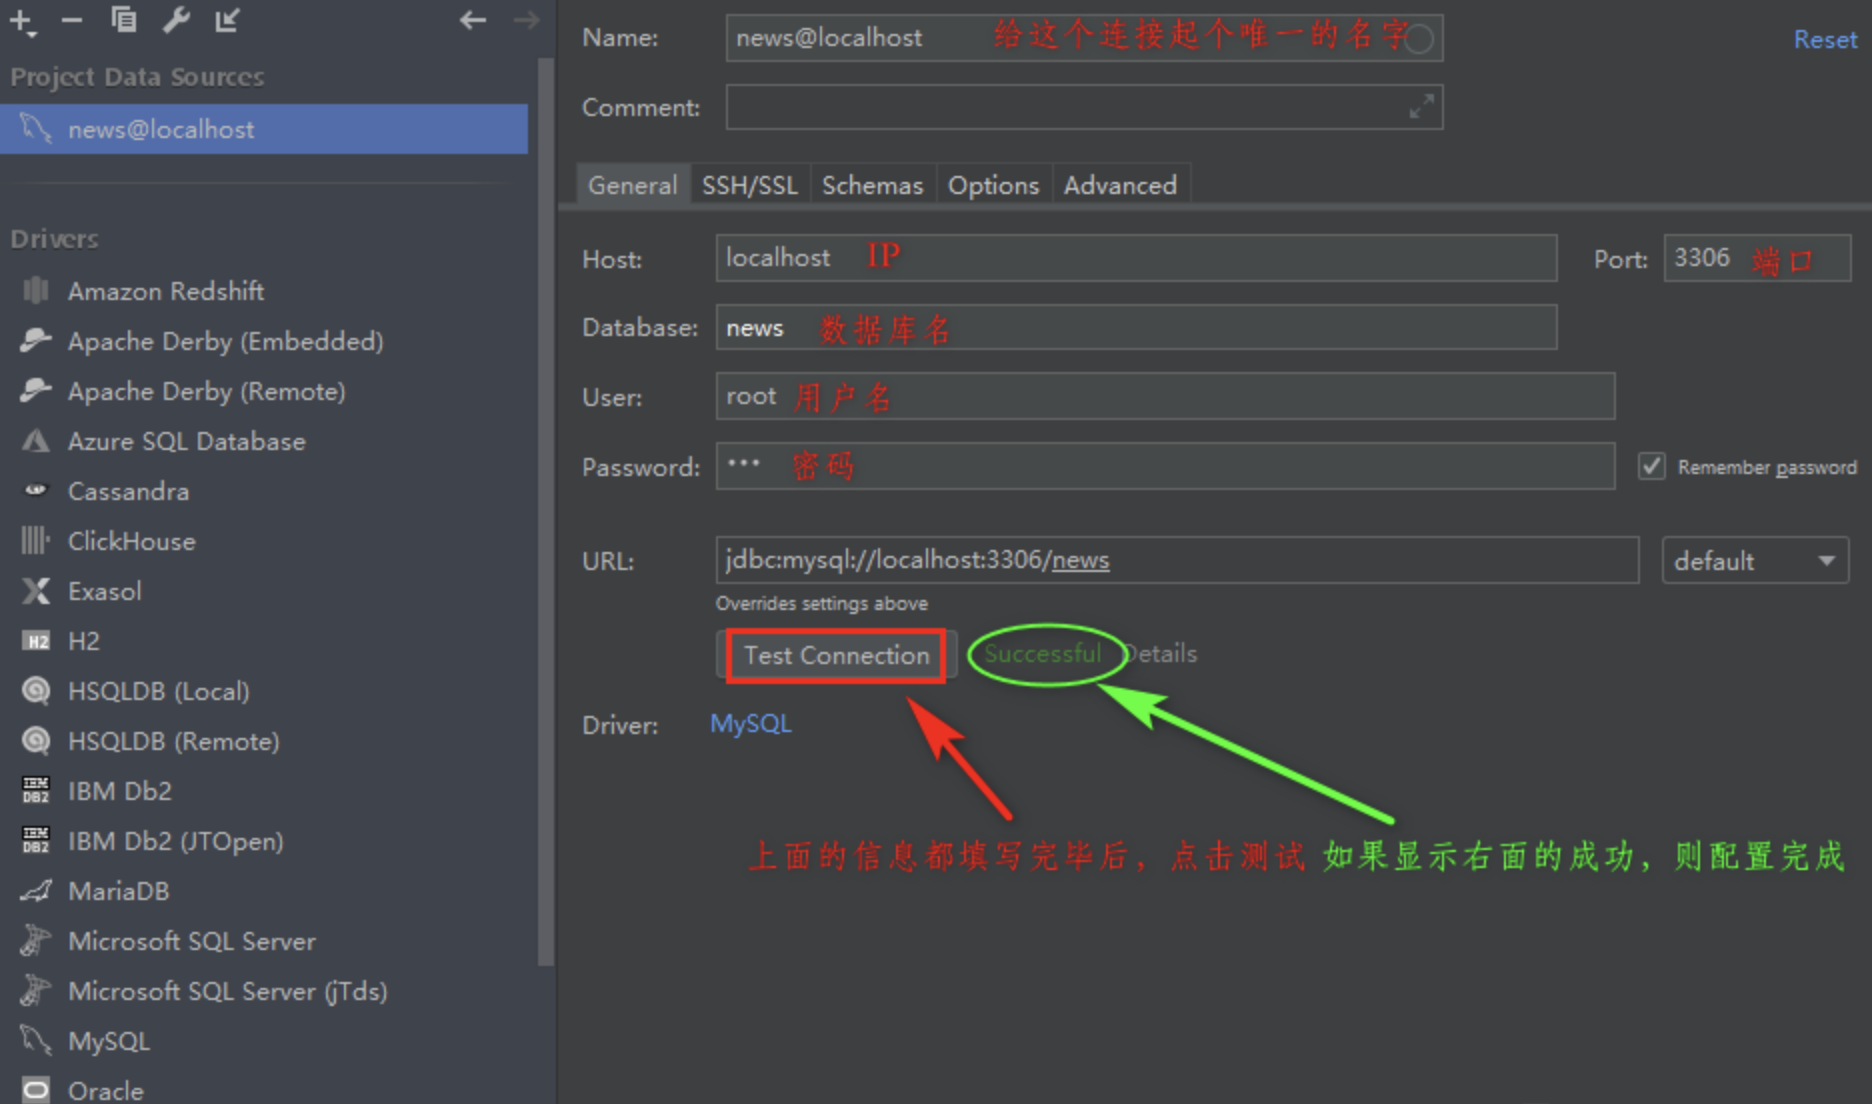 Project Data Sources
news@localhost
Drivers
Amazon Redshift
Apache Derby (Embedded)
Apache Derby (Remote)
Azure SQL Database
Cassandra
ClickHouse
Exasol
H2 H2
HSQLDB (Local)
HSQLDB (Remote)
IBM DB2 IBM Db2
IBM DB2 IBM Db2 (JTOpen)
MariaDB
Microsoft SQL Server
Microsoft SQL Server (jTds)
MySQL
Oracle
Name: news@localhost 给这个连接起个唯一的名字 Reset
Comment:
General SSH/SSL Schemas Options Advanced
Host: localhost IP Port: 3306 端口
Database: news 数据库名
User: root 用户名
Password: ••• 密码 Remember password
URL: jdbc:mysql://localhost:3306/news default
Overrides settings above
Test Connection Successful Details
Driver: MySQL
上面的信息都填写完毕后，点击测试 如果显示右面的成功，则配置完成